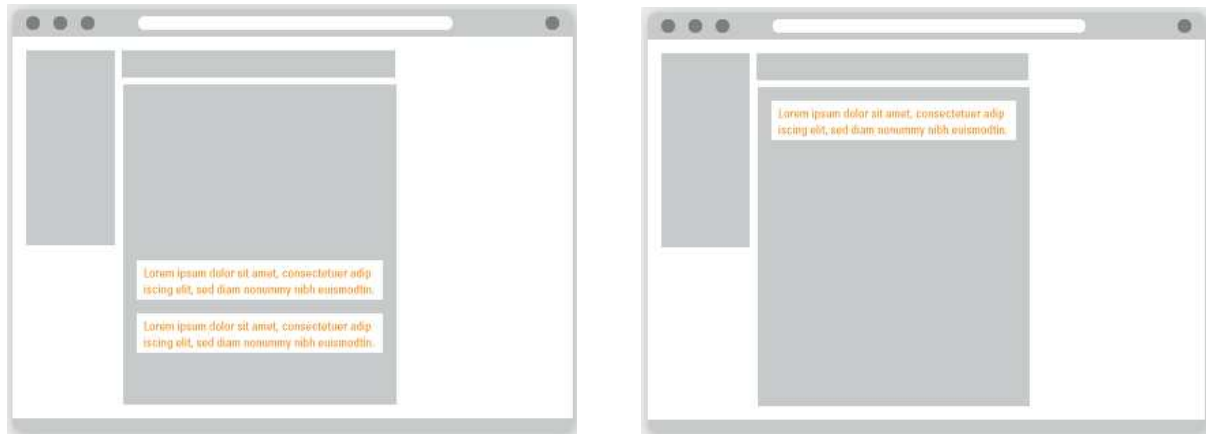 Lorem ipsum dolor sit amet, consectetuer adip
iscing elit, sed diam nonummy nibh euismodtin.
Lorem ipsum dolor sit amet, consectetuer adip
iscing elit, sed diam nonummy nibh euismodtin.
Lorem ipsum dolor sit amet, consectetuer adip
iscing elit, sed diam nonummy nibh euismodtin.